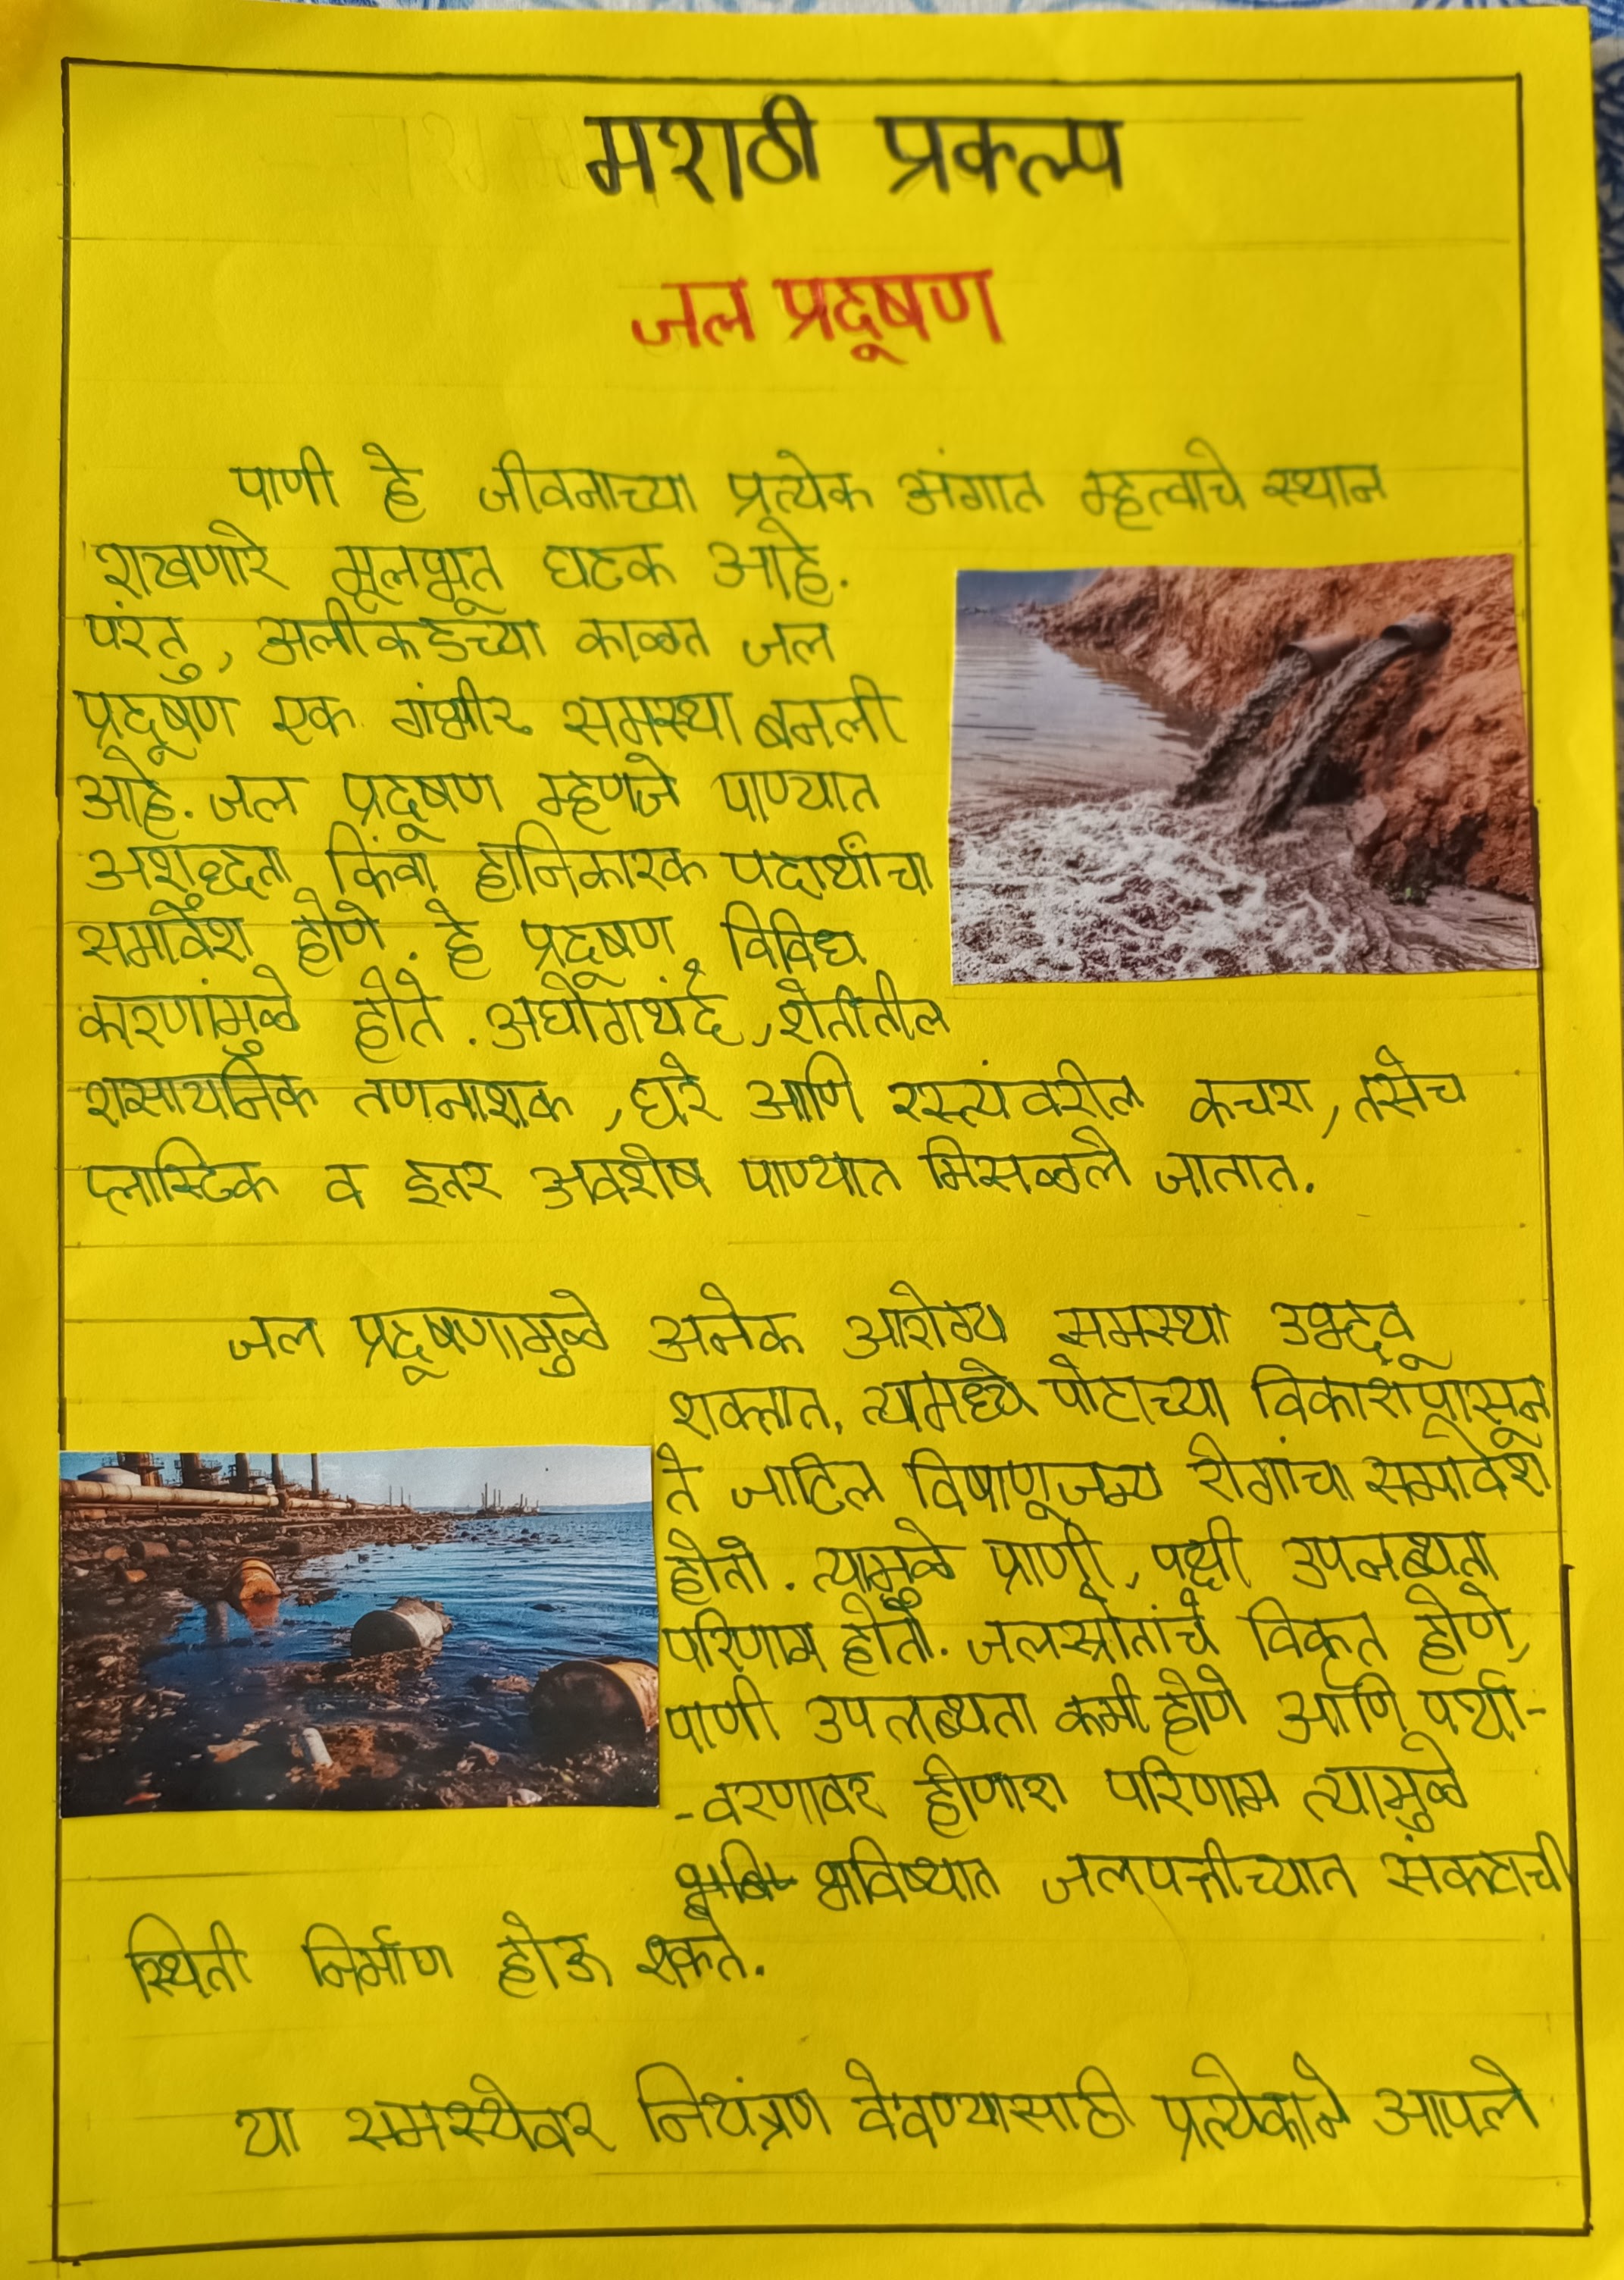 मराठी प्रकल्प
जल प्रदूषण
पाणी हे जीवनाच्या प्रत्येक अंगात म्हत्वाचे स्थान
राखणारे मूलभूत घटक आहे.
परंतु, अलीकडच्या काळात जल
प्रदूषण एक गंभीर समस्या बनली
आहे. जल प्रदूषण म्हणजे पाण्यात
अशुद्धता किंवा हानिकारक पदार्थांचा
समावेश होणे. हे प्रदूषण विविध
कारणांमुळे होते. अघोगथंदे, शेतीतील
रासायनिक तणनाशक, घरे आणि रस्त्यंवरील कचरा, तसेच
प्लास्टिक व इतर अवशेष पाण्यात मिसळले जातात.
जल प्रदूषणामुळे अनेक आरोग्य समस्या उद्भवू
शकतात, त्यामध्ये पोटाच्या विकारापासून
ते जाटिल विषाणूजन्य रोगांचा समावेश
होतो. त्यामुळे प्राणी, पक्षी उपलब्धता
परिणाम होतो. जलस्रोतांचे विकृत होणे,
पाणी उपलब्धता कमी होणे आणि पर्या-
-वरणावर होणारा परिणाम त्यामुळे
भविष्यात जलपत्तीच्यात संकटाची
स्थिती निर्माण होऊ शकते.
या समस्येवर नियंत्रण ठेवण्यासाठी प्रत्येकाने आपले